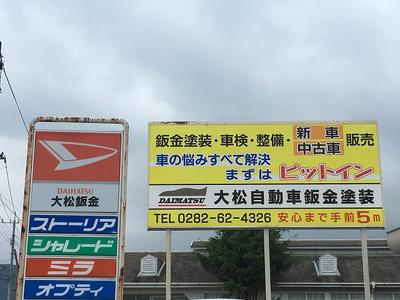 DAIHATSU
大松鈑金
ストーリア
シャレード
ミラ
オプティ
鈑金塗装・車検・整備・新車中古車販売
車の悩みすべて解決
まずはピットイン
DAIMATSU
大松自動車鈑金塗装
TEL 0282-62-4326 安心まで手前5m